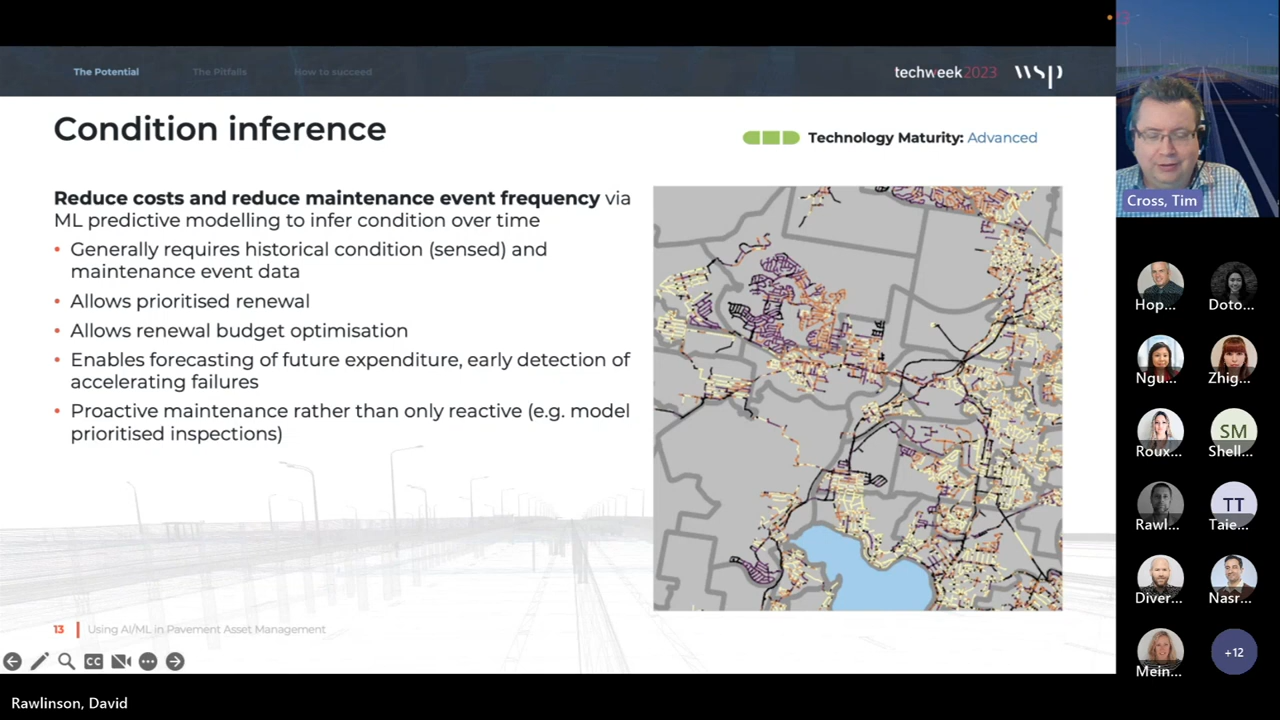 The Potential
The Pitfalls
How to succeed
techweek2023
wsp
Condition inference
Technology Maturity: Advanced
Reduce costs and reduce maintenance event frequency via
ML predictive modelling to infer condition over time
• Generally requires historical condition (sensed) and
maintenance event data
• Allows prioritised renewal
• Allows renewal budget optimisation
• Enables forecasting of future expenditure, early detection of
accelerating failures
• Proactive maintenance rather than only reactive (e.g. model
prioritised inspections)
13
Using AI/ML in Pavement Asset Management
CC
Rawlinson, David
Cross, Tim
Hop...
Doto...
Ngu...
Zhig...
Roux...
SM
Shell...
Rawl...
TT
Taie...
Diver...
Nasr...
Mein...
+12